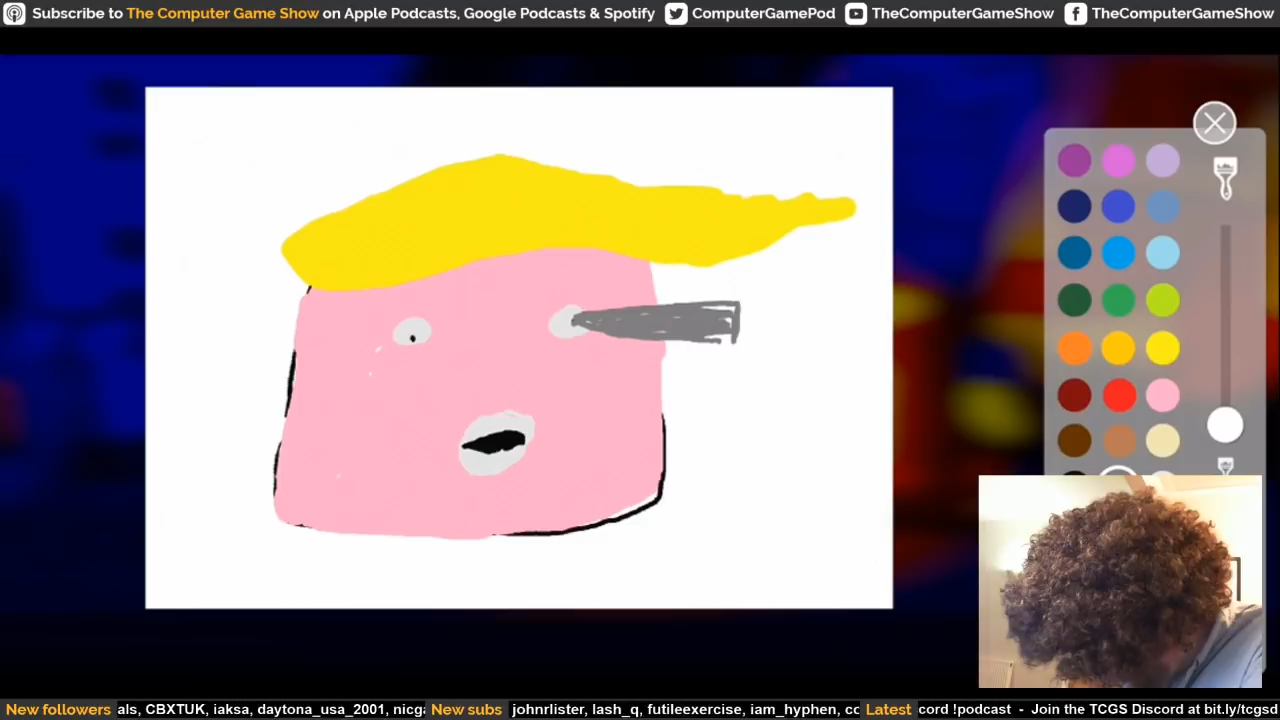 Subscribe to The Computer Game Show on Apple Podcasts, Google Podcasts & Spotify ComputerGamePod TheComputerGameShow TheComputerGameShow
New followers als, CBXTUK, iaksa, daytona_usa_2001, nicga New subs johnrlister, lash_q, futileexercise, iam_hyphen, cc Latest cord !podcast - Join the TCGS Discord at bit.ly/tcgsd